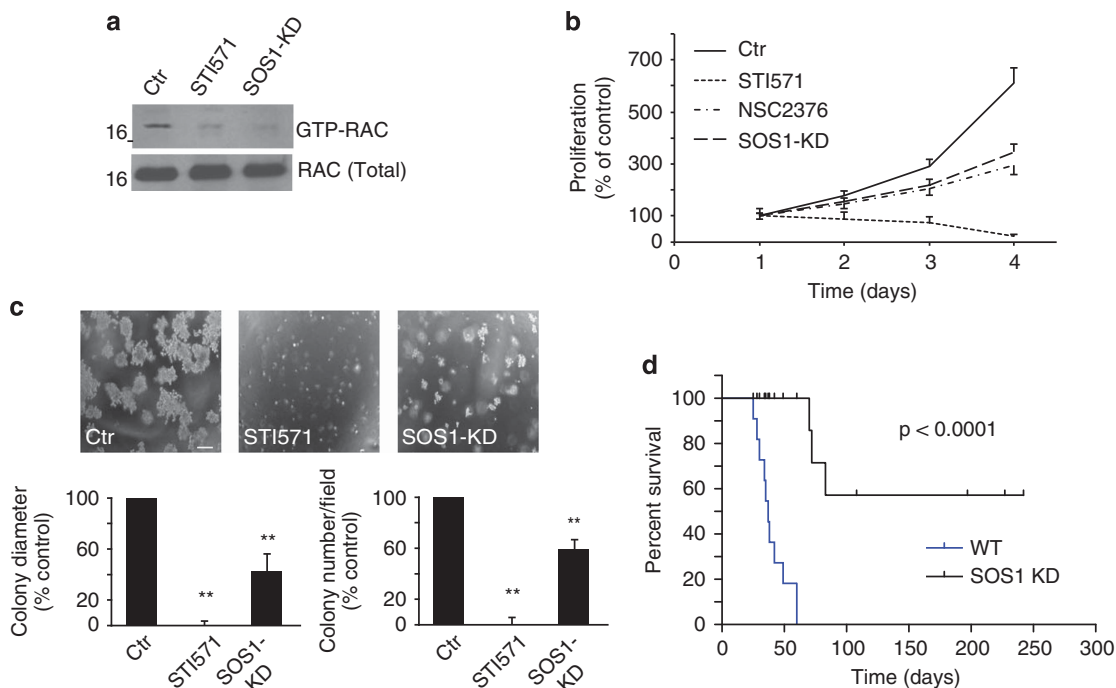 a
Ctr
STI571
SOS1-KD
16
GTP-RAC
16
RAC (Total)
b
Proliferation
(% of control)
700
500
300
100
0
0
1
2
3
4
Time (days)
Ctr
STI571
NSC2376
SOS1-KD
c
Ctr
STI571
SOS1-KD
Colony diameter
(% control)
100
60
20
0
**
**
Ctr
STI571
SOS1-
KD
Colony number/field
(% control)
100
60
20
0
**
**
Ctr
STI571
SOS1-
KD
d
Percent survival
100
80
60
40
20
0
p < 0.0001
WT
SOS1 KD
0
50
100
150
200
250
300
Time (days)